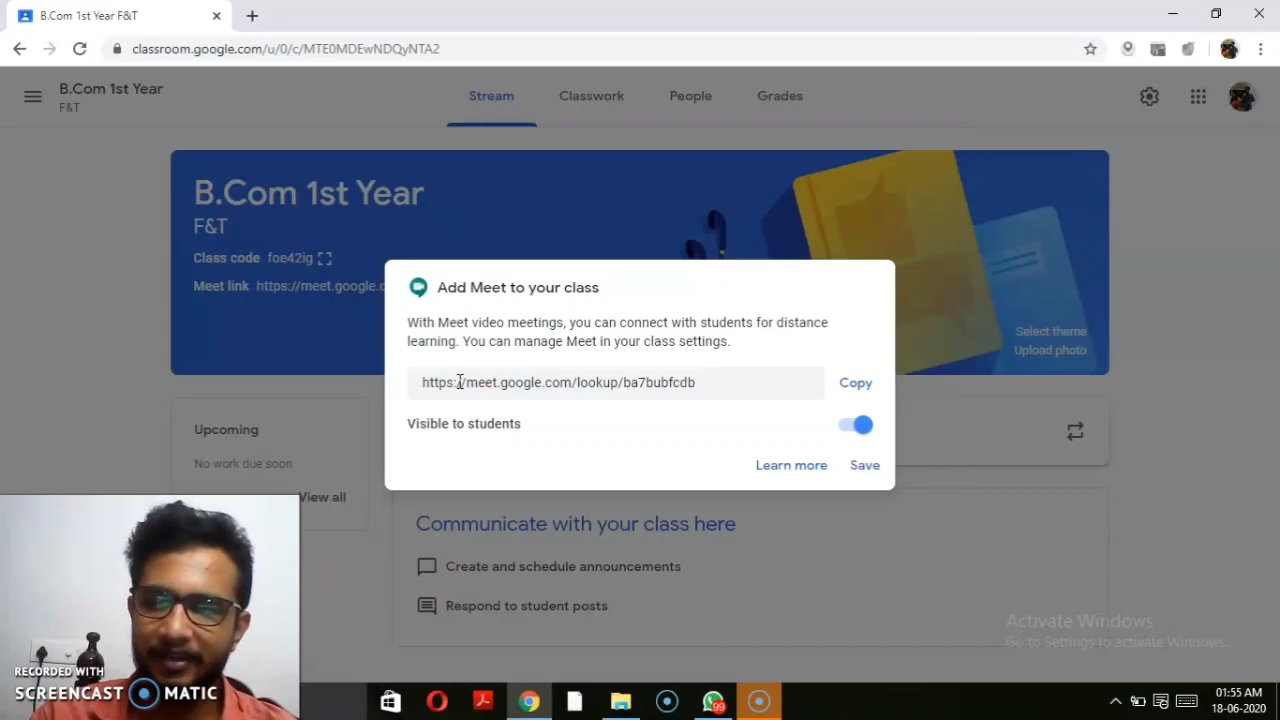 B.Com 1st Year F&T
classroom.google.com/u/0/c/MTE0MDEwNDQyNTA2
B.Com 1st Year
F&T
Stream
Classwork
People
Grades
B.Com 1st Year
F&T
Class code foe42ig
Meet link https://meet.google.c
Select theme
Upload photo
Add Meet to your class
With Meet video meetings, you can connect with students for distance
learning. You can manage Meet in your class settings.
https://meet.google.com/lookup/ba7bubfcdb
Copy
Visible to students
Learn more
Save
Upcoming
No work due soon
View all
Communicate with your class here
Create and schedule announcements
Respond to student posts
Activate Windows
Go to Settings to activate Windows.
RECORDED WITH
SCREENCAST MATIC
99
01:55 AM
18-06-2020